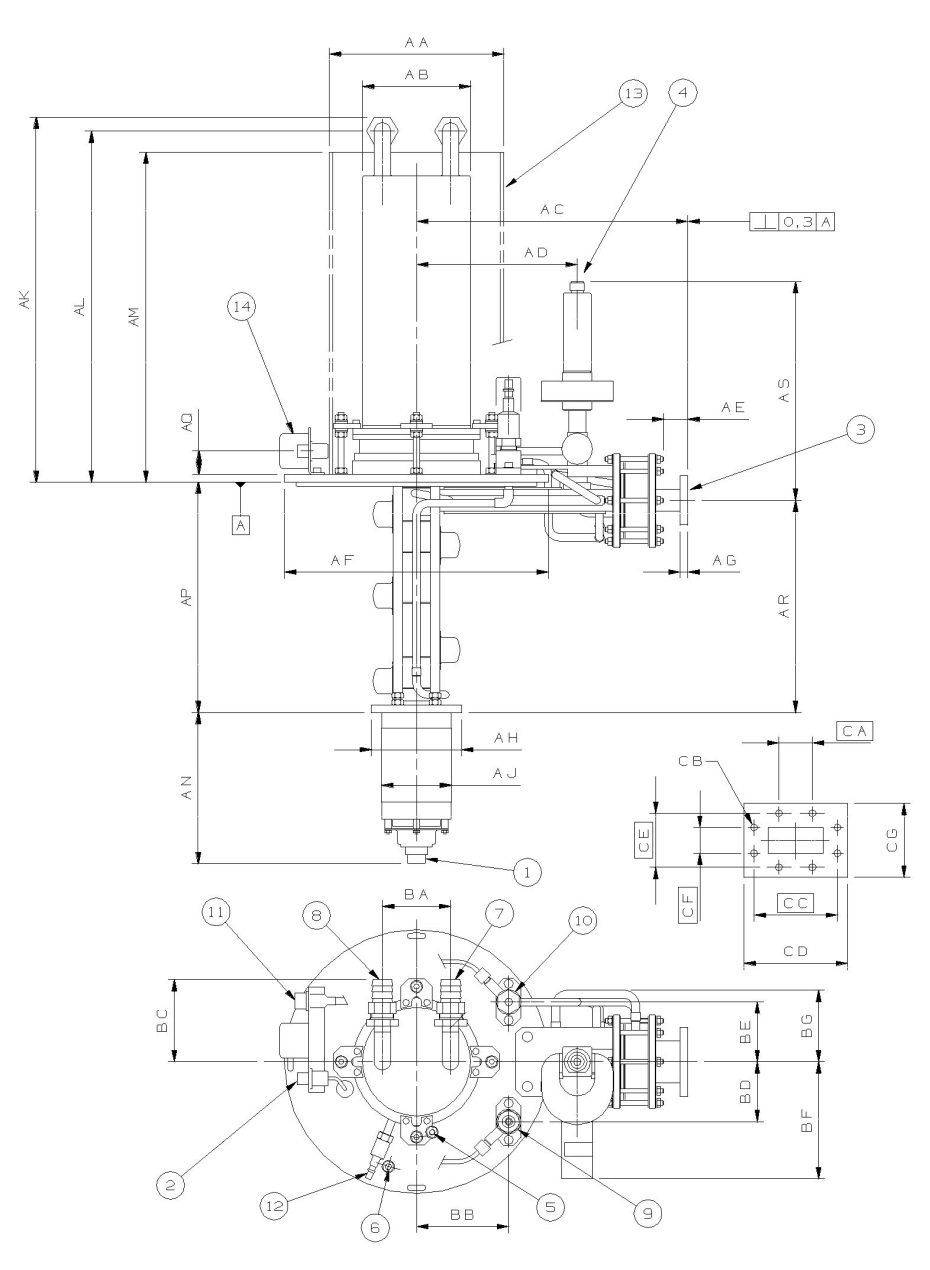 AA
AB
13
4
AC
⊥ 0,3 A
AD
AK
AL
AM
14
AS
AQ
AE
3
A
AF
AG
AP
AR
AH
AJ
AN
CA
CB
CE
CG
1
CF
BA
CC
11
8
7
10
CD
BC
BE
BG
BD
BF
2
12
6
5
9
BB